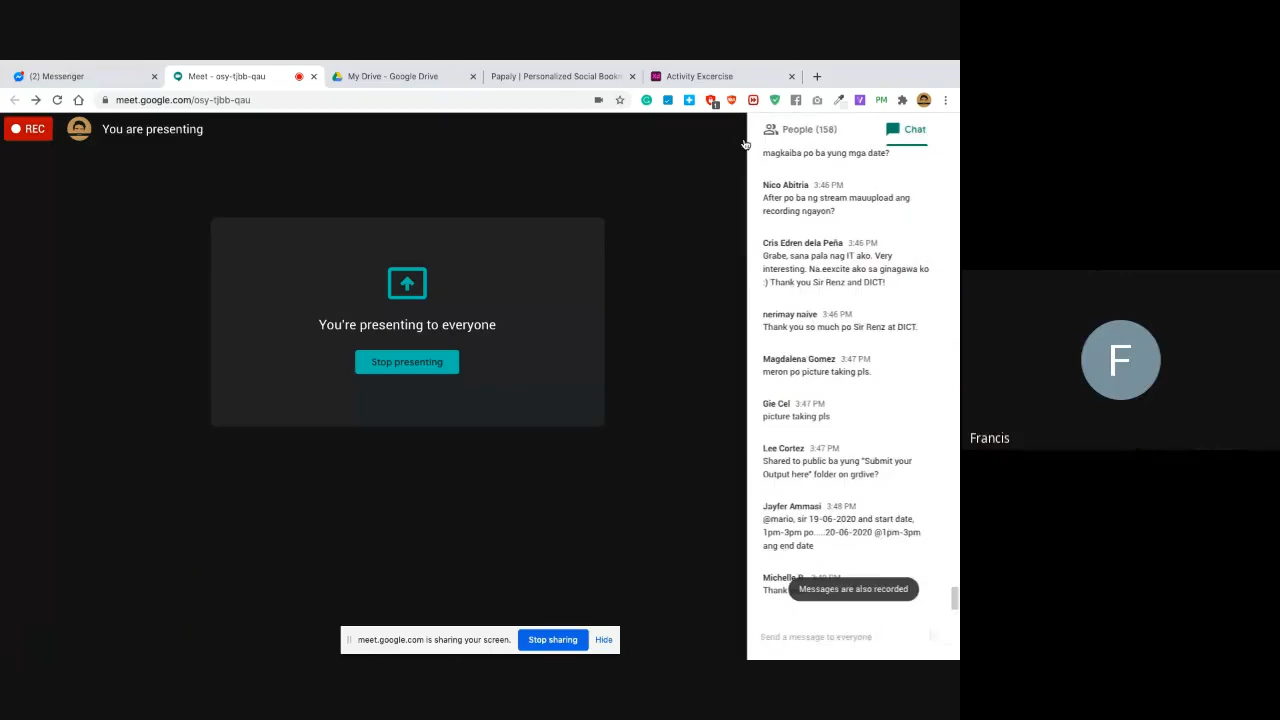 (2) Messenger
Meet - osy-tjbb-qau
My Drive - Google Drive
Papaly | Personalized Social Bookm
Activity Excercise
meet.google.com/osy-tjbb-qau
1
PM
REC
You are presenting
People (158)
Chat
magkaiba po ba yung mga date?
Nico Abitria 3:46 PM
After po ba ng stream mauupload ang
recording ngayon?
Cris Edren dela Peña 3:46 PM
Grabe, sana pala nag IT ako. Very
interesting. Na.eexcite ako sa ginagawa ko
:) Thank you Sir Renz and DICT!
nerimay naive 3:46 PM
Thank you so much po Sir Renz at DICT.
Magdalena Gomez 3:47 PM
meron po picture taking pls.
Gie Cel 3:47 PM
picture taking pls
Lee Cortez 3:47 PM
Shared to public ba yung "Submit your
Output here" folder on grdive?
Jayfer Ammasi 3:48 PM
@mario, sir 19-06-2020 and start date,
1pm-3pm po.....20-06-2020 @1pm-3pm
ang end date
Michelle
Thank
Messages are also recorded
Send a message to everyone
You're presenting to everyone
Stop presenting
meet.google.com is sharing your screen.
Stop sharing
Hide
F
Francis